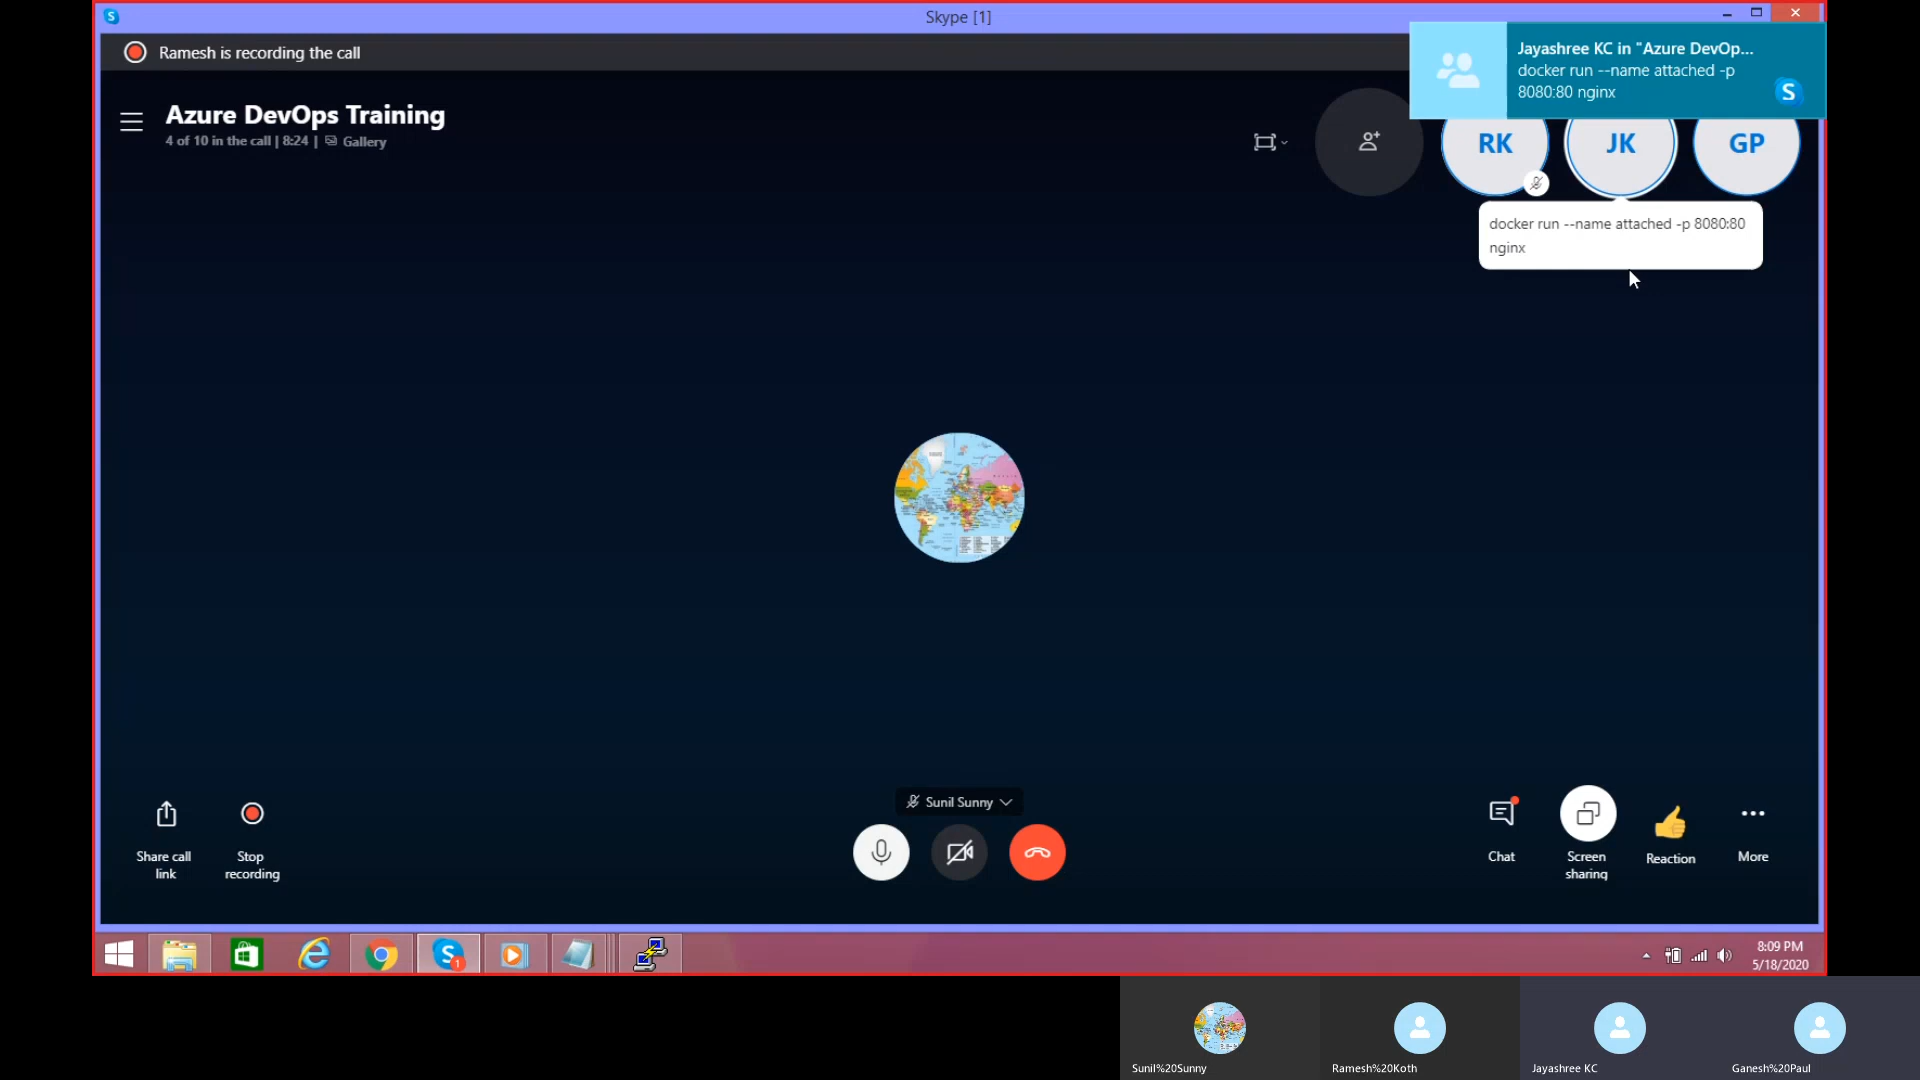 Skype [1]
Ramesh is recording the call
Jayashree KC in "Azure DevOp...
docker run --name attached -p
8080:80 nginx
Azure DevOps Training
4 of 10 in the call | 8:24 | Gallery
RK
JK
GP
docker run --name attached -p 8080:80
nginx
Sunil Sunny
Share call
link
Stop
recording
Chat
Screen
sharing
Reaction
More
8:09 PM
5/18/2020
Sunil%20Sunny
Ramesh%20Koth
Jayashree KC
Ganesh%20Paul